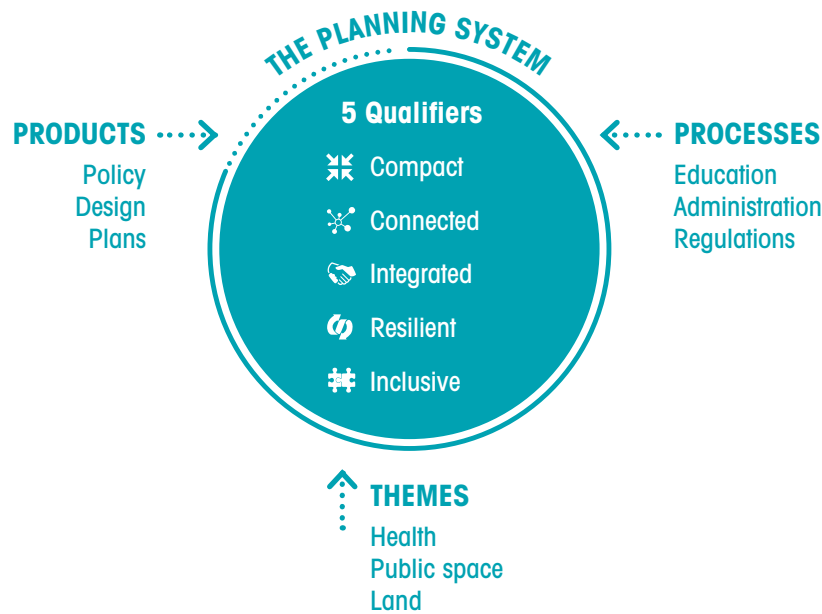 THE PLANNING SYSTEM
5 Qualifiers
Compact
Connected
Integrated
Resilient
Inclusive
PRODUCTS
Policy
Design
Plans
PROCESSES
Education
Administration
Regulations
THEMES
Health
Public space
Land